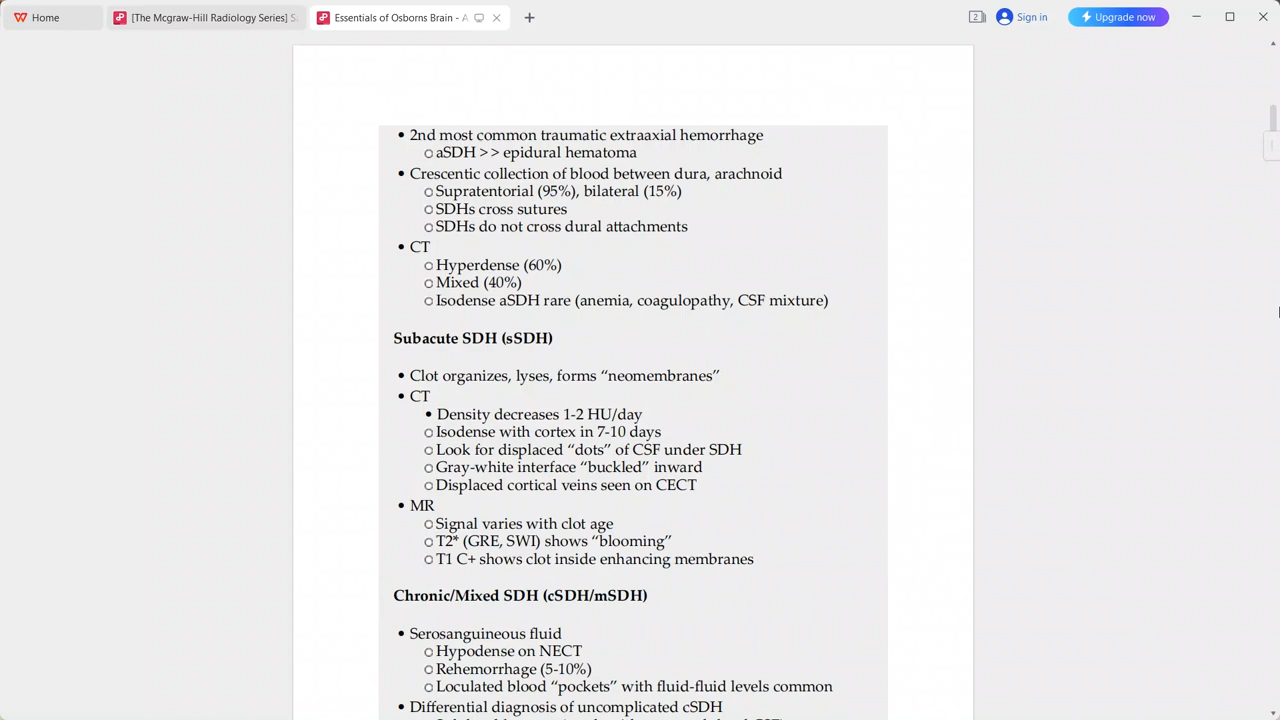 Home
[The Mcgraw-Hill Radiology Series] S
Essentials of Osborns Brain - A
2
Sign in
Upgrade now
• 2nd most common traumatic extraaxial hemorrhage
○ aSDH >> epidural hematoma
• Crescentic collection of blood between dura, arachnoid
○ Supratentorial (95%), bilateral (15%)
○ SDHs cross sutures
○ SDHs do not cross dural attachments
• CT
○ Hyperdense (60%)
○ Mixed (40%)
○ Isodense aSDH rare (anemia, coagulopathy, CSF mixture)
Subacute SDH (sSDH)
• Clot organizes, lyses, forms “neomembranes”
• CT
• Density decreases 1-2 HU/day
○ Isodense with cortex in 7-10 days
○ Look for displaced “dots” of CSF under SDH
○ Gray-white interface “buckled” inward
○ Displaced cortical veins seen on CECT
• MR
○ Signal varies with clot age
○ T2* (GRE, SWI) shows “blooming”
○ T1 C+ shows clot inside enhancing membranes
Chronic/Mixed SDH (cSDH/mSDH)
• Serosanguineous fluid
○ Hypodense on NECT
○ Rehemorrhage (5-10%)
○ Loculated blood “pockets” with fluid-fluid levels common
• Differential diagnosis of uncomplicated cSDH